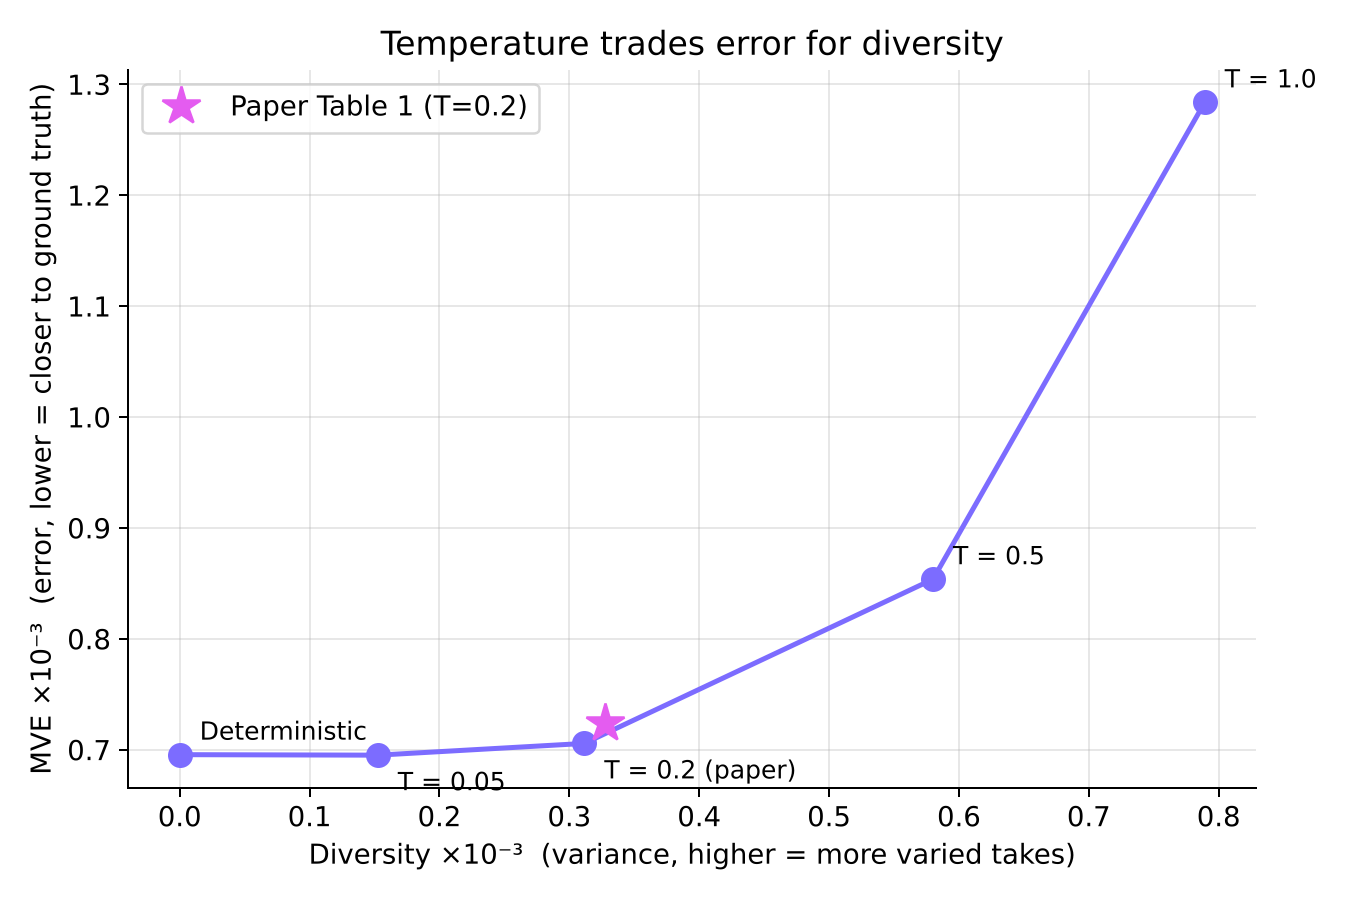 Temperature trades error for diversity
Paper Table 1 (T=0.2)
T = 1.0
T = 0.5
Deterministic
T = 0.05
T = 0.2 (paper)
MVE ×10⁻³  (error, lower = closer to ground truth)
1.3
1.2
1.1
1.0
0.9
0.8
0.7
0.0 0.1 0.2 0.3 0.4 0.5 0.6 0.7 0.8
Diversity ×10⁻³  (variance, higher = more varied takes)